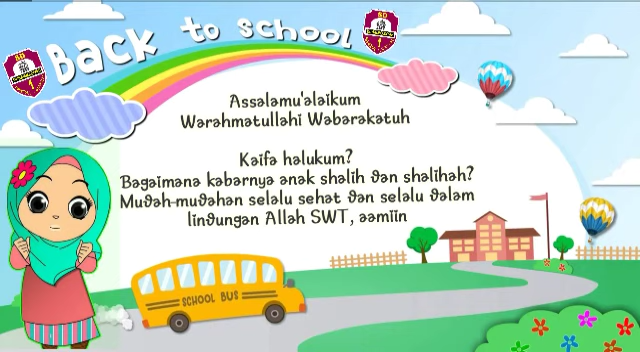 Back to school
Assalamu'alaikum
Warahmatullahi Wabarakatuh
Kaifa halukum?
Bagaimana kabarnya anak shalih dan shalihah?
Mudah-mudahan selalu sehat dan selalu dalam
lindungan Allah SWT, aamiin
SCHOOL BUS